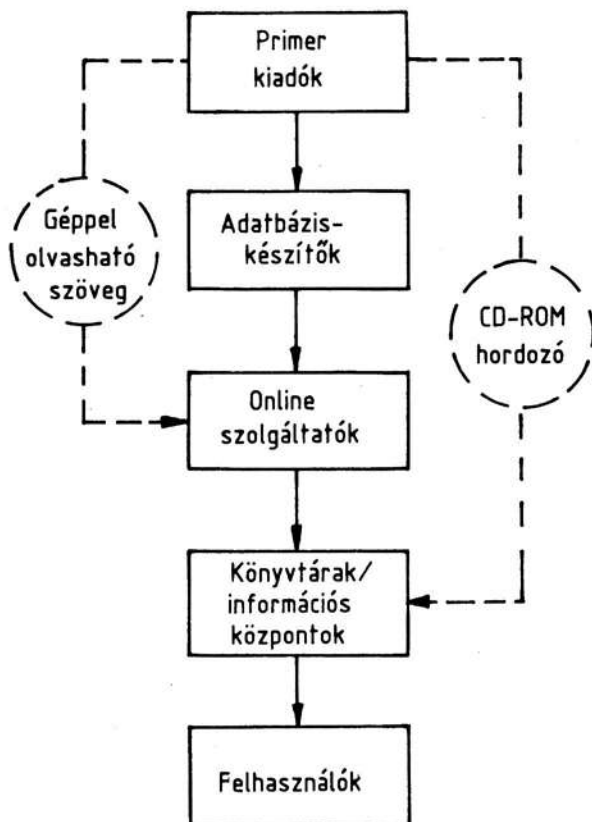 Primer
kiadók
Géppel
olvasható
szöveg
Adatbázis-
készítők
CD-ROM
hordozó
Online
szolgáltatók
Könyvtárak/
információs
központok
Felhasználók